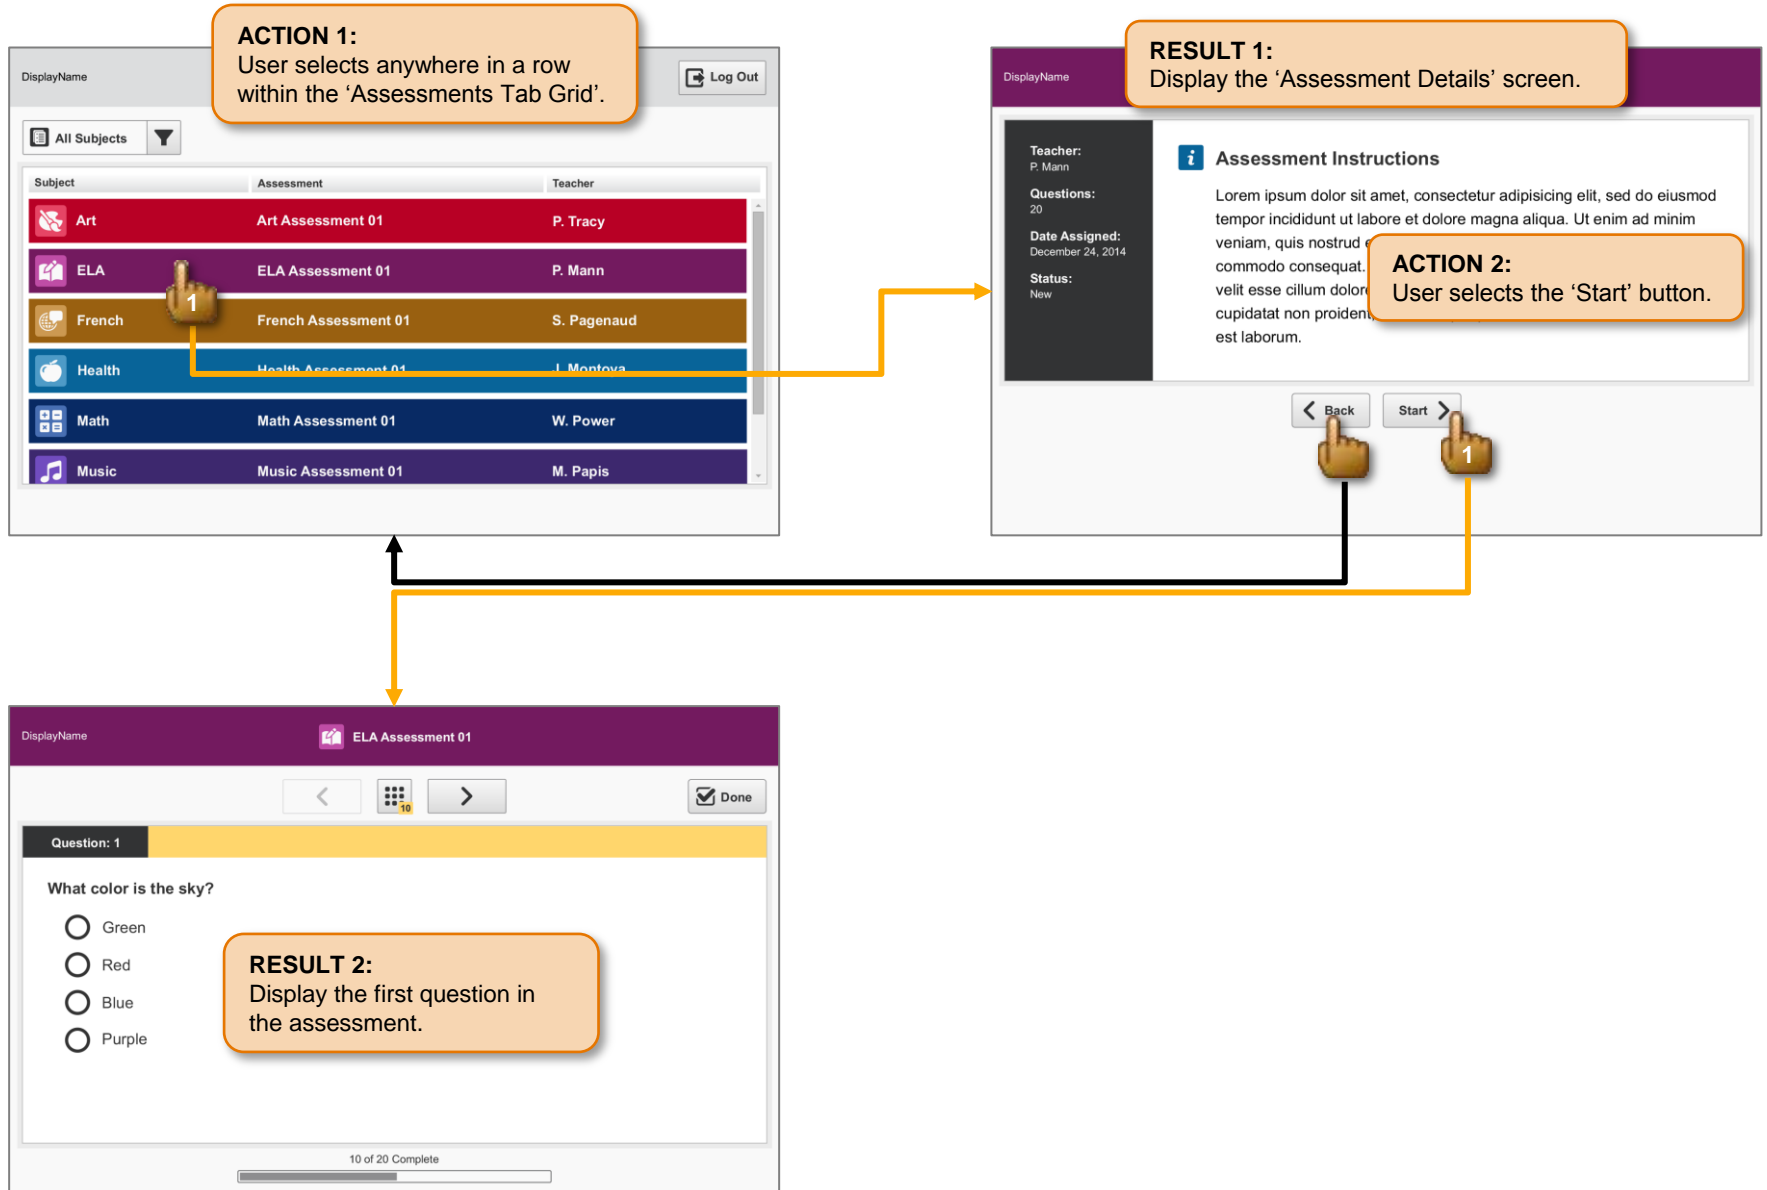 ACTION 1:
User selects anywhere in a row
within the ‘Assessments Tab Grid’.
DisplayName
Log Out
All Subjects
Subject Assessment Teacher
Art Art Assessment 01 P. Tracy
ELA ELA Assessment 01 P. Mann
1
French French Assessment 01 S. Pagenaud
Health Health Assessment 01 J. Montoya
Math Math Assessment 01 W. Power
Music Music Assessment 01 M. Papis
RESULT 1:
Display the ‘Assessment Details’ screen.
DisplayName
Teacher:
P. Mann
Questions:
20
Date Assigned:
December 24, 2014
Status:
New
i
Assessment Instructions
Lorem ipsum dolor sit amet, consectetur adipisicing elit, sed do eiusmod
tempor incididunt ut labore et dolore magna aliqua. Ut enim ad minim
veniam, quis nostrud
commodo consequat.
velit esse cillum dolore
cupidatat non proident,
est laborum.
ACTION 2:
User selects the ‘Start’ button.
Back
Start
1
DisplayName
ELA Assessment 01
10
Done
Question: 1
What color is the sky?
Green
Red
Blue
Purple
RESULT 2:
Display the first question in
the assessment.
10 of 20 Complete